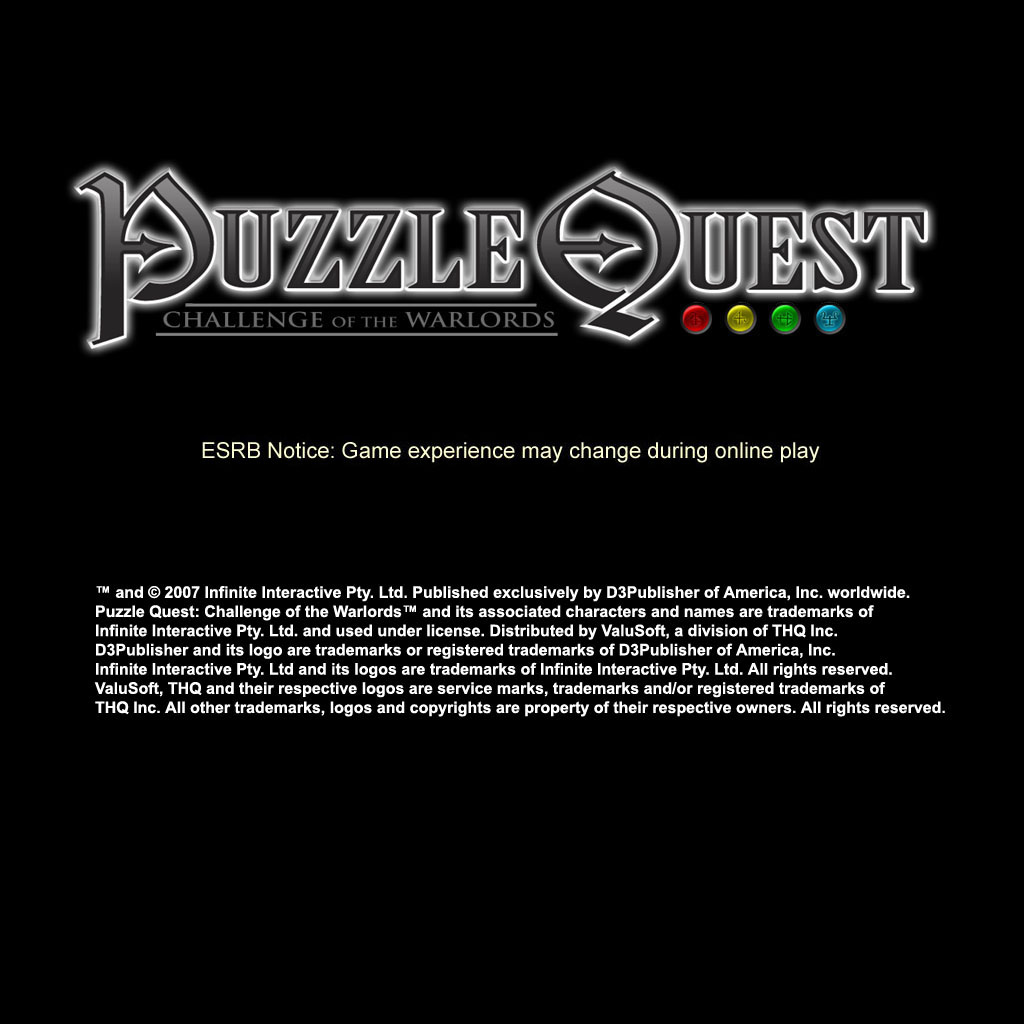 PUZZLE QUEST
CHALLENGE OF THE WARLORDS
ESRB Notice: Game experience may change during online play
™ and © 2007 Infinite Interactive Pty. Ltd. Published exclusively by D3Publisher of America, Inc. worldwide.
Puzzle Quest: Challenge of the Warlords™ and its associated characters and names are trademarks of
Infinite Interactive Pty. Ltd. and used under license. Distributed by ValuSoft, a division of THQ Inc.
D3Publisher and its logo are trademarks or registered trademarks of D3Publisher of America, Inc.
Infinite Interactive Pty. Ltd and its logos are trademarks of Infinite Interactive Pty. Ltd. All rights reserved.
ValuSoft, THQ and their respective logos are service marks, trademarks and/or registered trademarks of
THQ Inc. All other trademarks, logos and copyrights are property of their respective owners. All rights reserved.